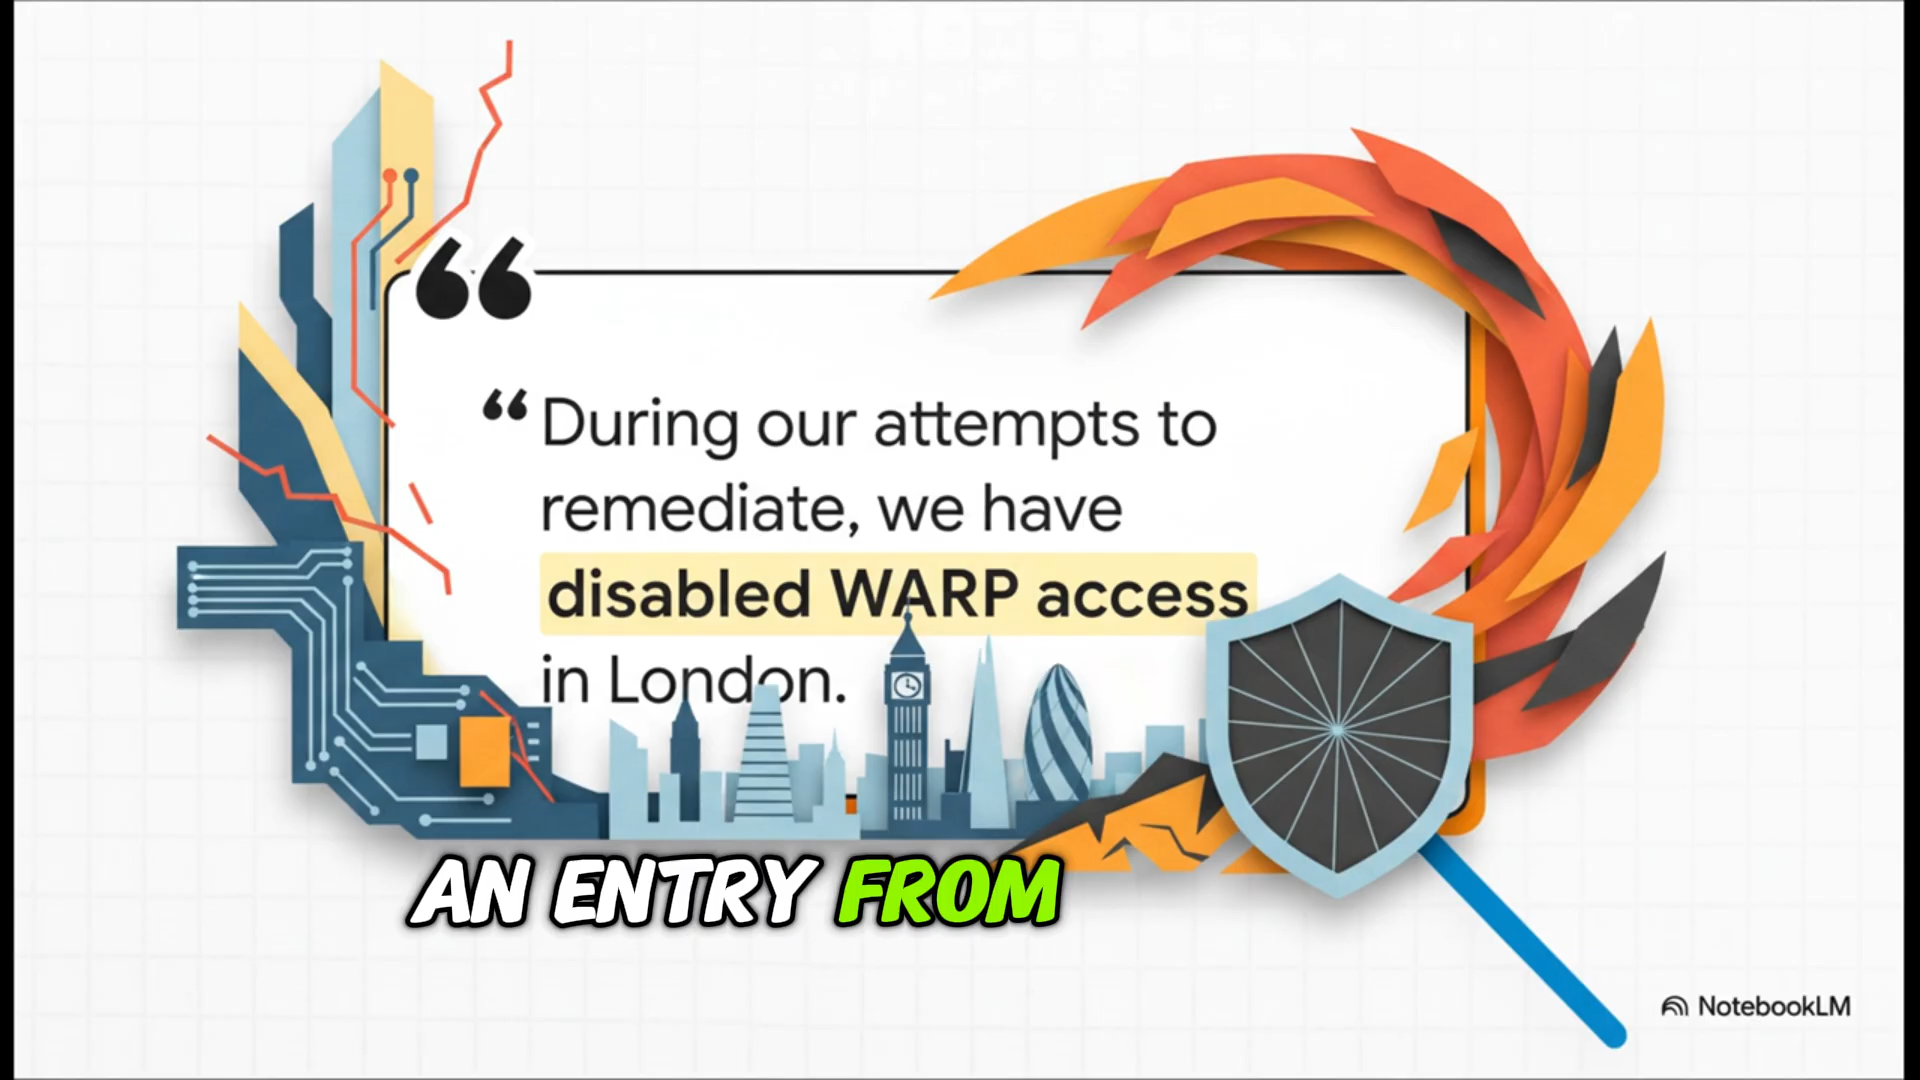 “During our attempts to
remediate, we have
disabled WARP access
in London.
AN ENTRY FROM
NotebookLM